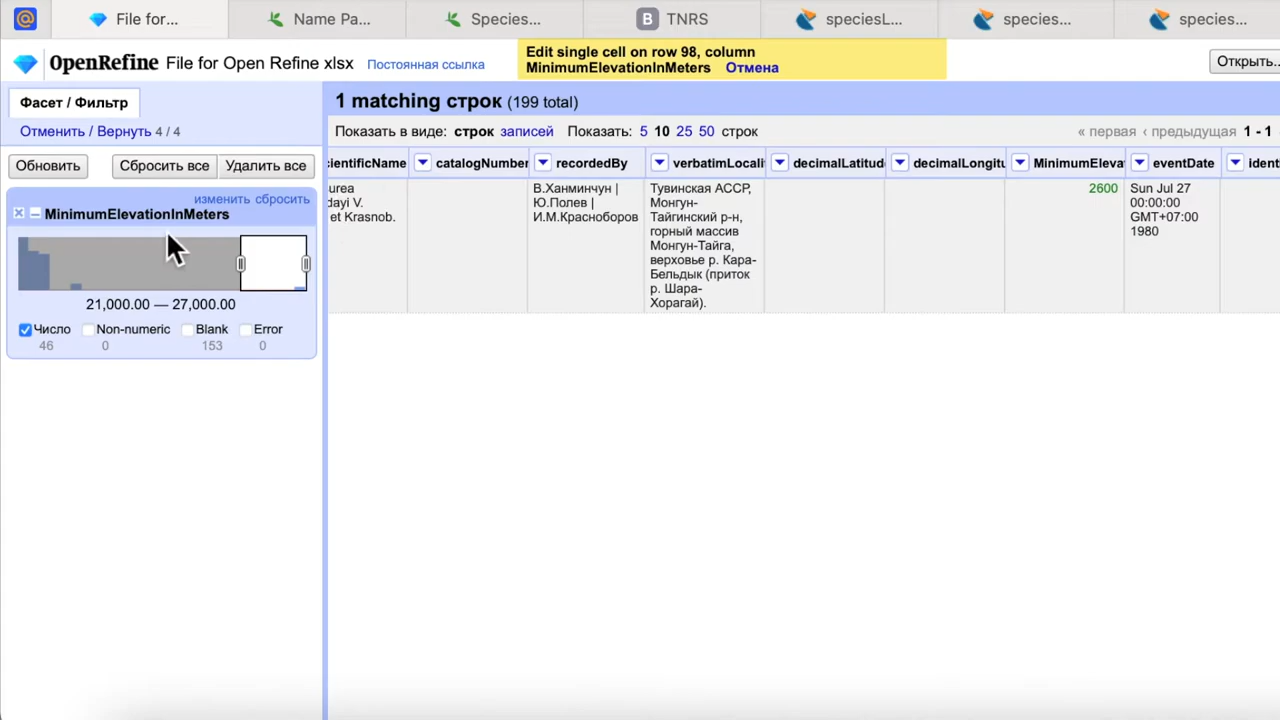 File for...
Name Pa...
Species...
B TNRS
speciesL...
species...
species...
OpenRefine File for Open Refine xlsx Постоянная ссылка
Edit single cell on row 98, column
MinimumElevationInMeters Отмена
Открыть...
Фасет / Фильтр
Отменить / Вернуть 4 / 4
Обновить Сбросить все Удалить все
изменить сбросить
MinimumElevationInMeters
21,000.00 — 27,000.00
Число Non-numeric Blank Error
46 0 153 0
1 matching строк (199 total)
Показать в виде: строк записей Показать: 5 10 25 50 строк
« первая ‹ предыдущая 1 - 1
cientificName catalogNumber recordedBy verbatimLocali decimalLatitud decimalLongitu MinimumEleva eventDate ident
urea
dayi V.
et Krasnob.
В.Ханминчун |
Ю.Полев |
И.М.Красноборов
Тувинская АССР,
Монгун-
Тайгинский р-н,
горный массив
Монгун-Тайга,
верховье р. Кара-
Бельдык (приток
р. Шара-
Хорагай).
2600
Sun Jul 27
00:00:00
GMT+07:00
1980